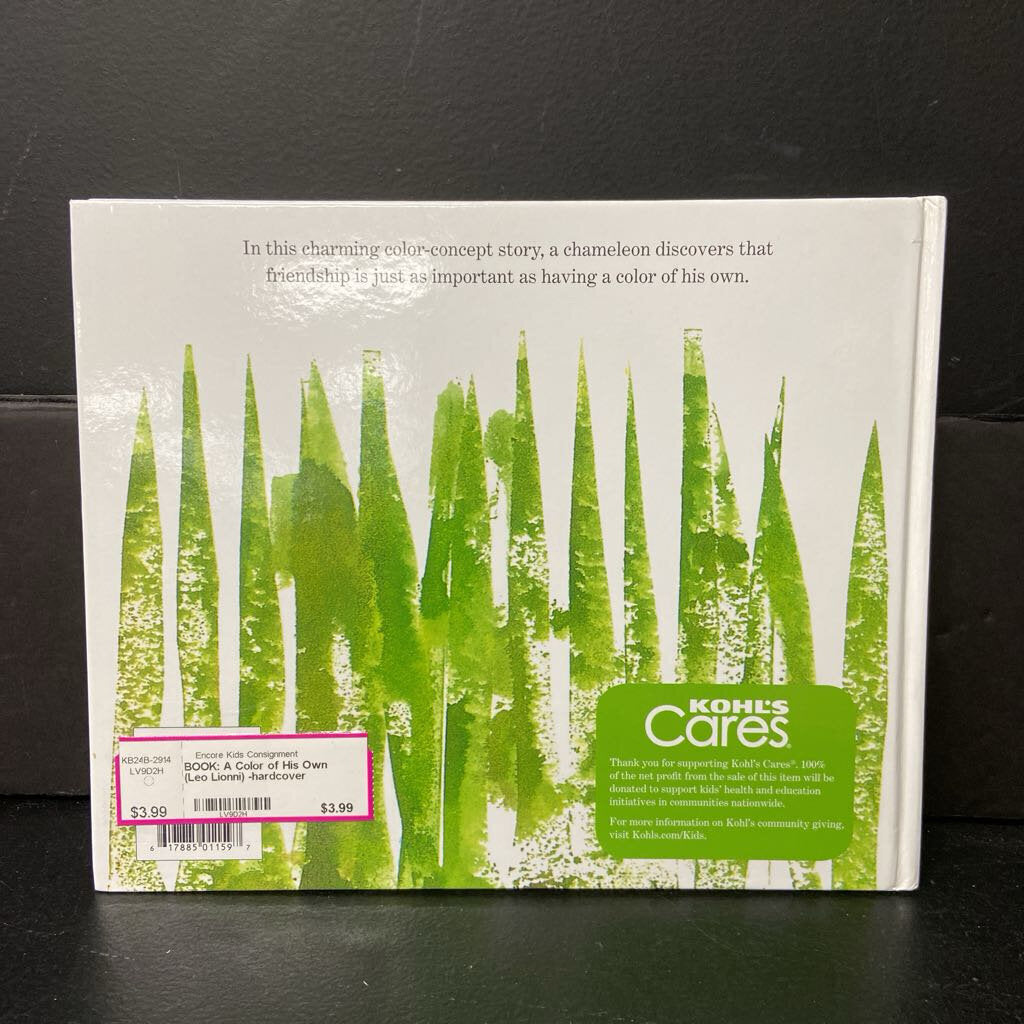 In this charming color-concept story, a chameleon discovers that
friendship is just as important as having a color of his own.
KB24B-2914
LV9D2H
$3.99
Encore Kids Consignment
BOOK: A Color of His Own
(Leo Lionni) -hardcover
LV9D2H
$3.99
6 17885 01159 7
KOHL'S
Cares®
Thank you for supporting Kohl's Cares®. 100%
of the net profit from the sale of this item will be
donated to support kids' health and education
initiatives in communities nationwide.
For more information on Kohl's community giving,
visit Kohls.com/Kids.